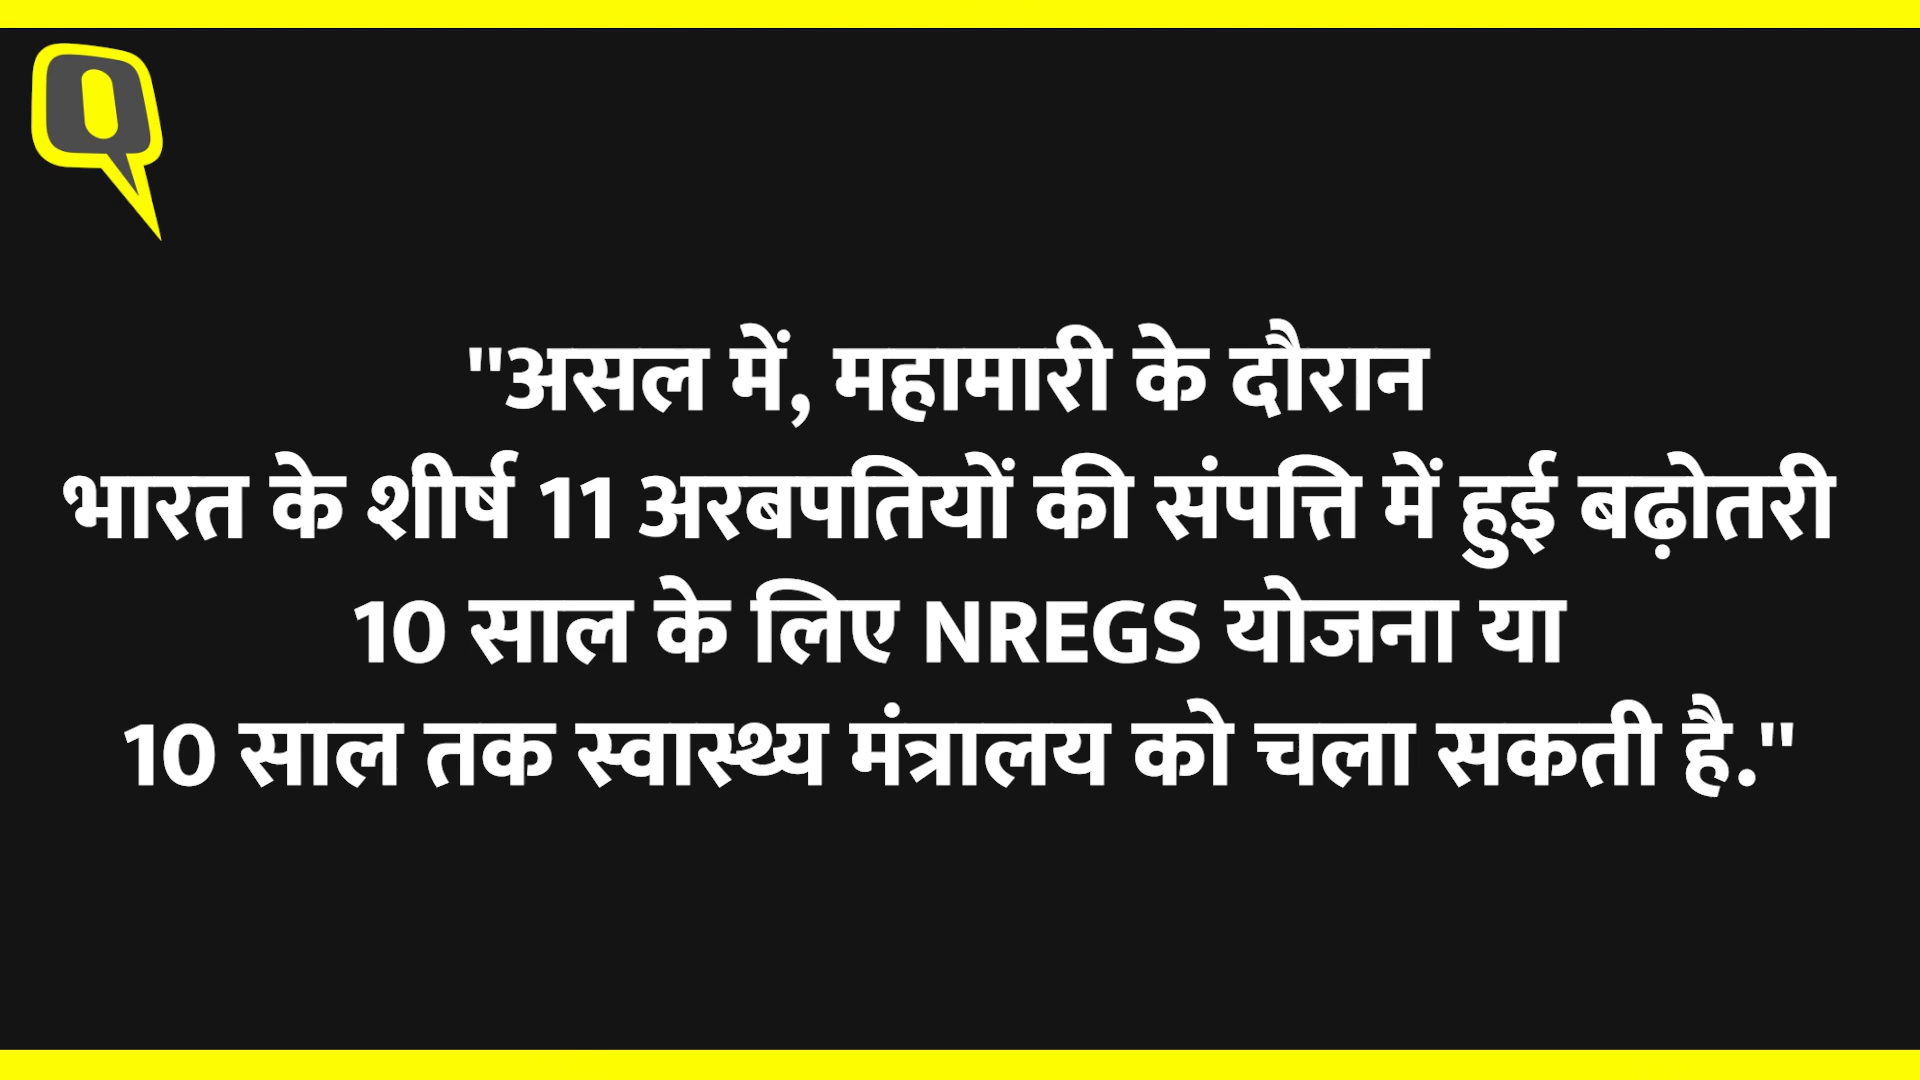 "असल में, महामारी के दौरान
भारत के शीर्ष 11 अरबपतियों की संपत्ति में हुई बढ़ोतरी
10 साल के लिए NREGS योजना या
10 साल तक स्वास्थ्य मंत्रालय को चला सकती है."